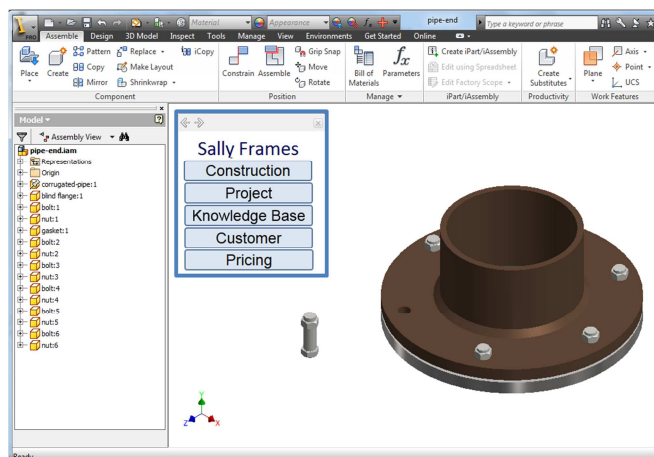 Material
Appearance
pipe-end
Type a keyword or phrase
PRO
Assemble Design 3D Model Inspect Tools Manage View Environments Get Started Online
Place
Create
Pattern
Copy
Mirror
Replace
Make Layout
Shrinkwrap
iCopy
Constrain
Assemble
Grip Snap
Move
Rotate
Bill of
Materials
Parameters
Create iPart/iAssembly
Edit using Spreadsheet
Edit Factory Scope
Create
Substitutes
Plane
Axis
Point
UCS
Component
Position
Manage
iPart/iAssembly
Productivity
Work Features
Model
Assembly View
pipe-end.iam
Representations
Origin
corrugated-pipe:1
blind flange:1
bolt:1
nut:1
gasket:1
bolt:2
nut:2
bolt:3
nut:3
bolt:4
nut:4
bolt:5
nut:5
bolt:6
nut:6
Sally Frames
Construction
Project
Knowledge Base
Customer
Pricing
Y
Z
X
Ready